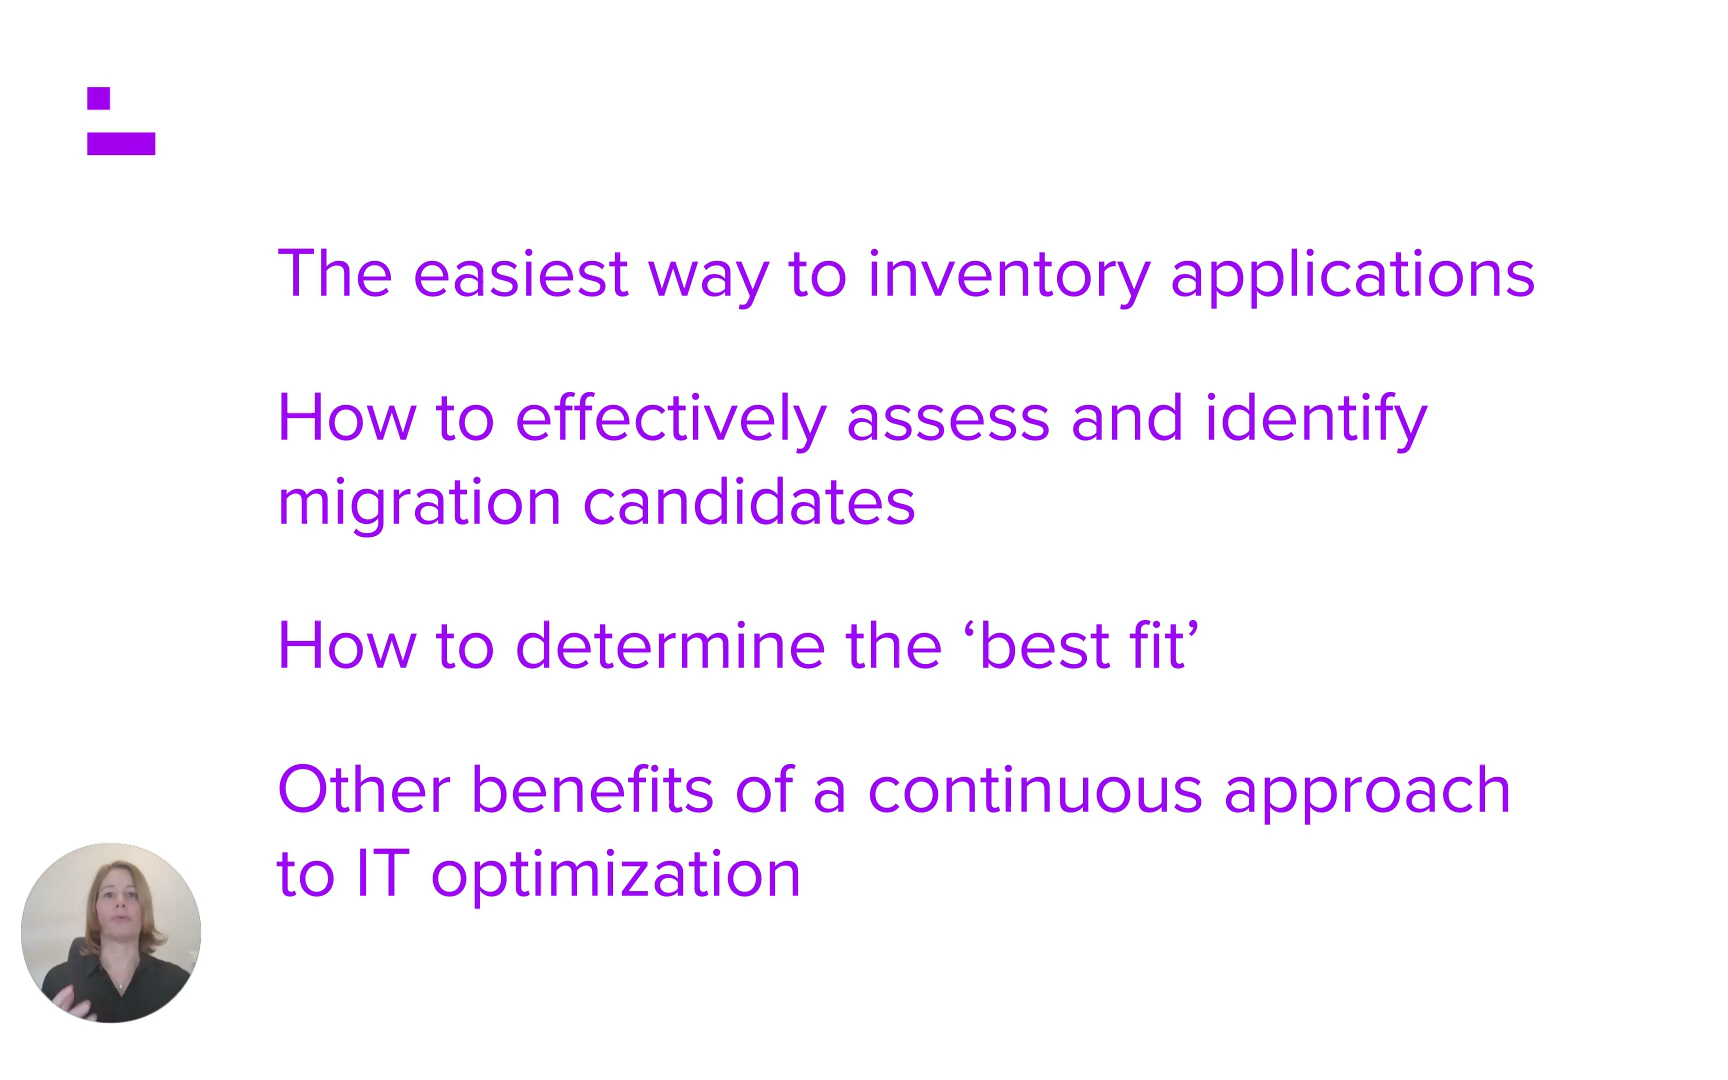 The easiest way to inventory applications
How to effectively assess and identify
migration candidates
How to determine the ‘best fit’
Other benefits of a continuous approach
to IT optimization